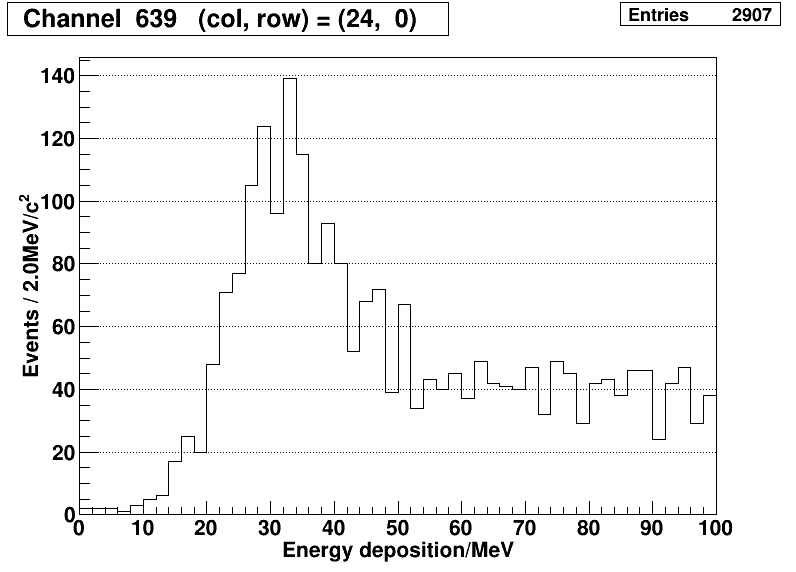 Channel 639 (col, row) = (24, 0)
Entries 2907
Events / 2.0MeV/c²
140
120
100
80
60
40
20
0
0 10 20 30 40 50 60 70 80 90 100
Energy deposition/MeV